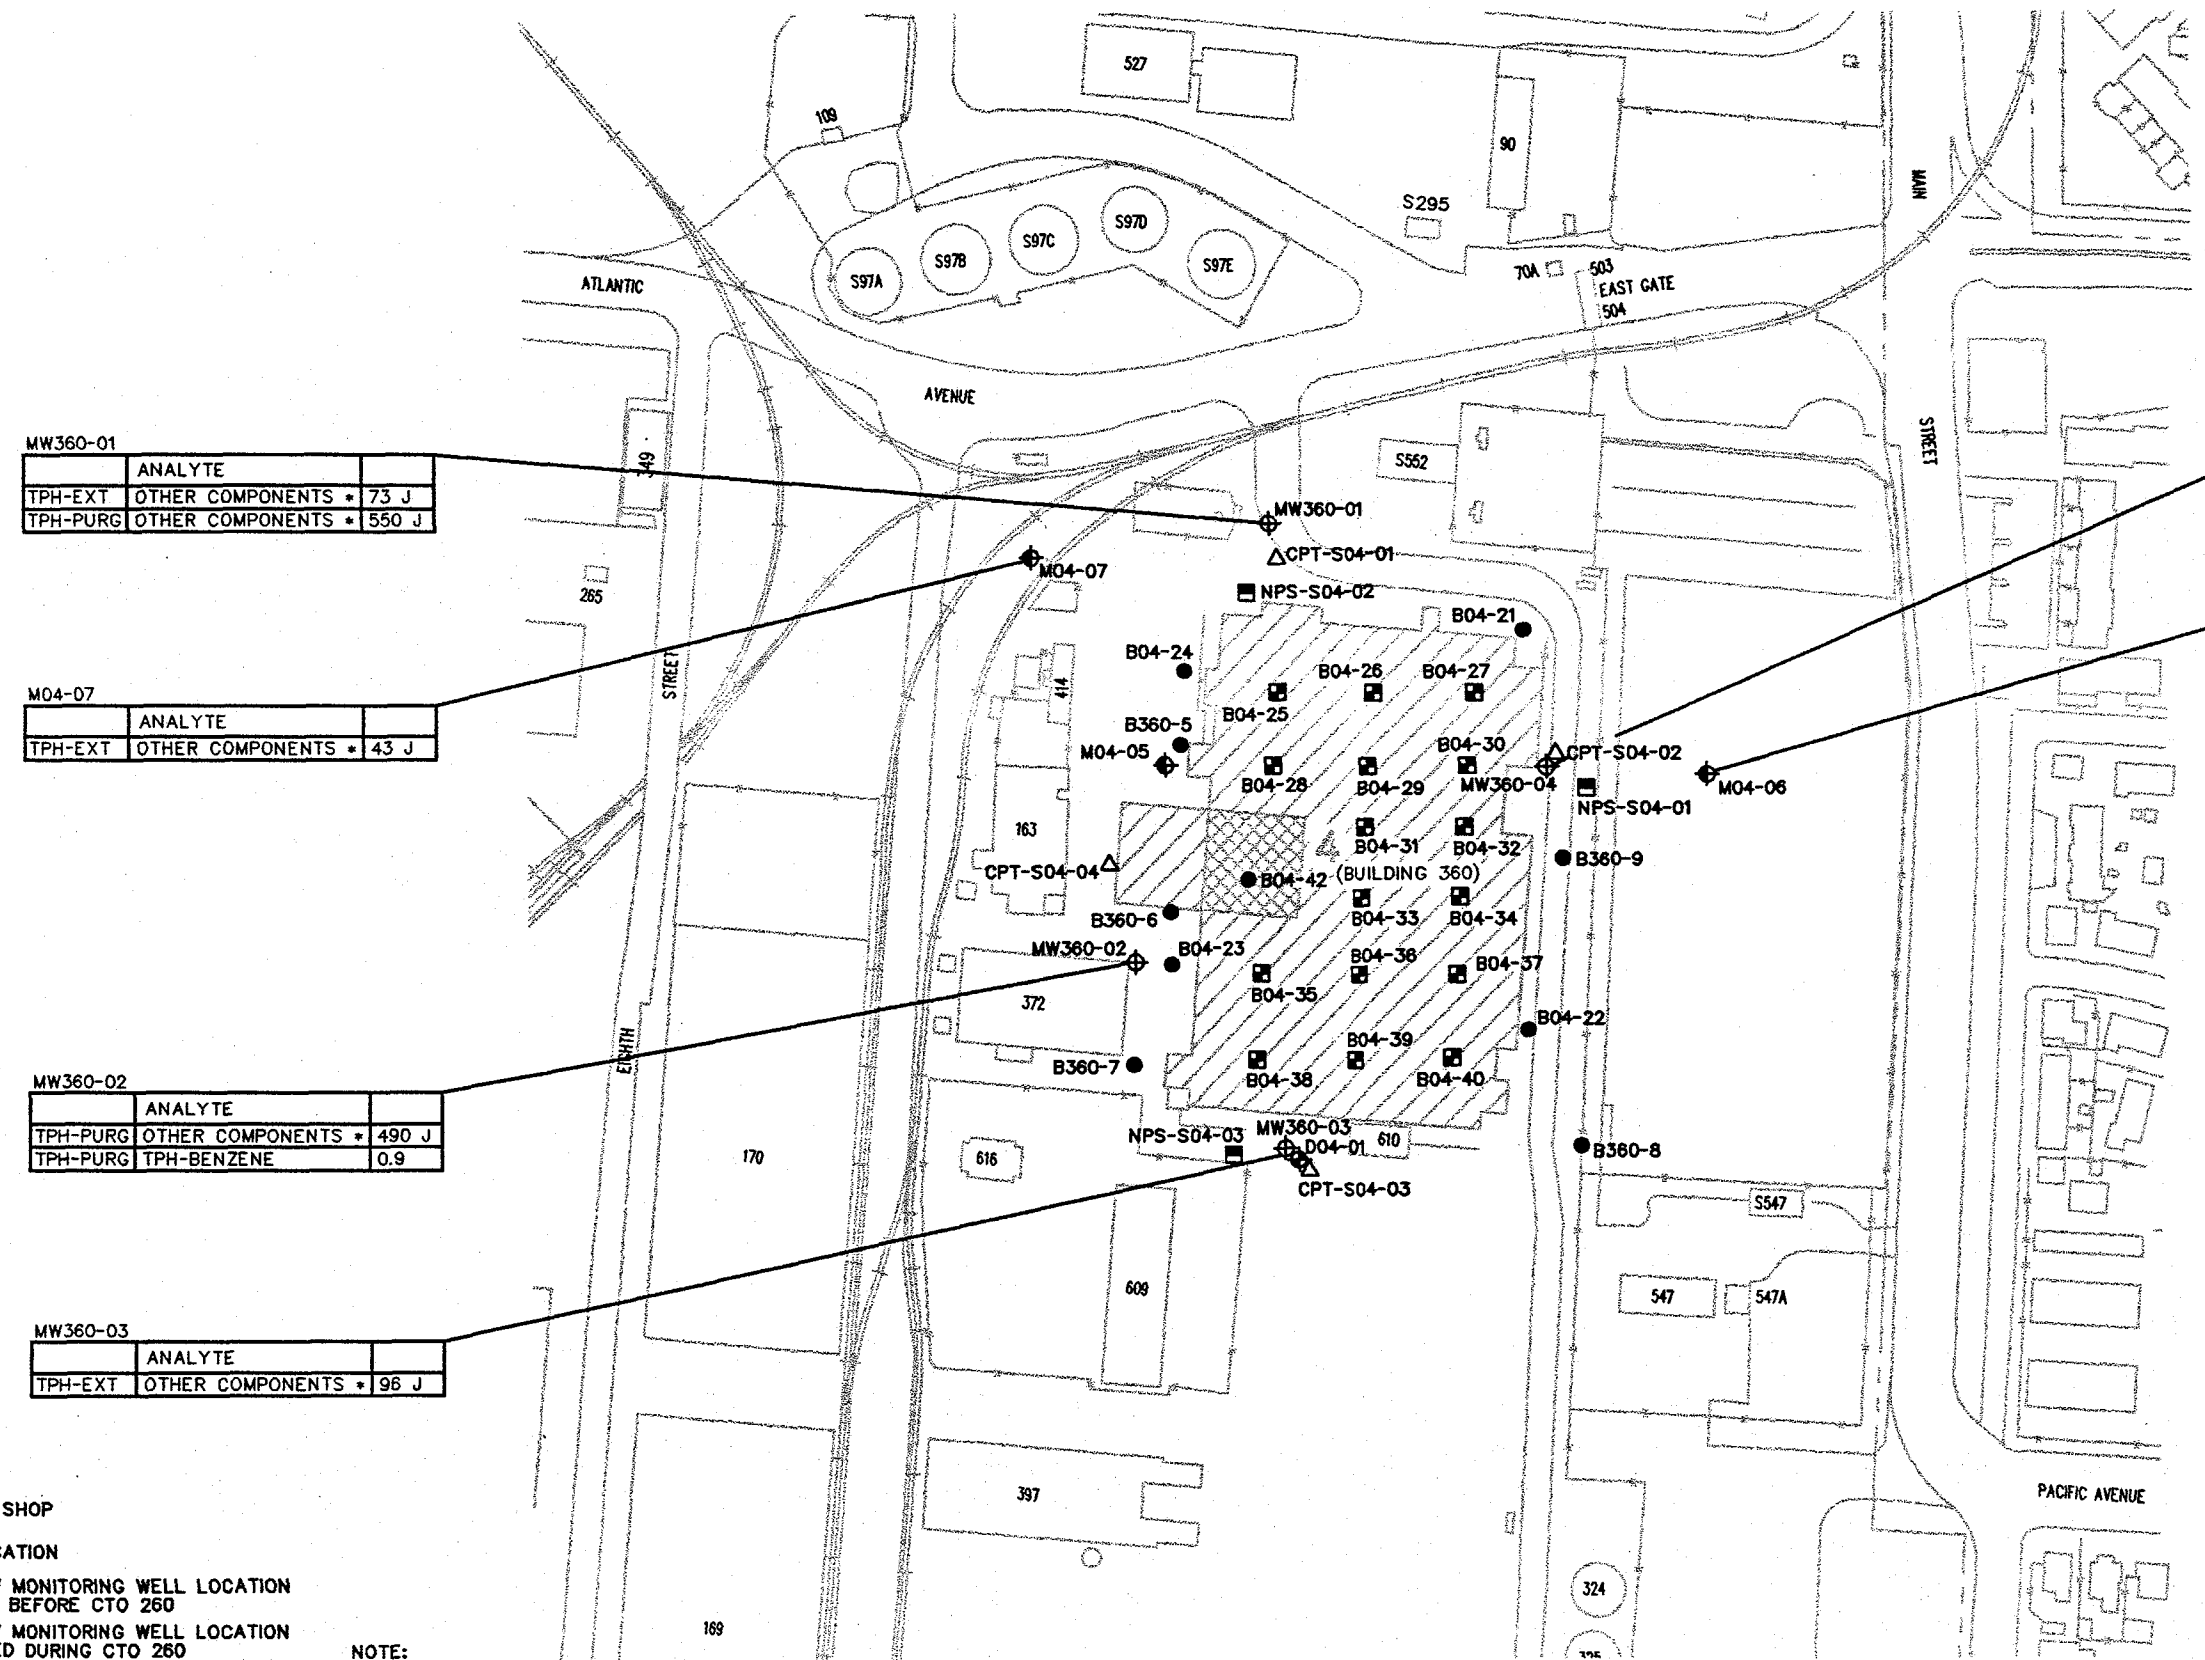 527
109
90
MAIN
S295
S97D
S97C
S97B
S97E
S97A
70A
503
EAST GATE
504
ATLANTIC
AVENUE
STREET
MW360-01
ANALYTE
TPH-EXT OTHER COMPONENTS * 73 J
TPH-PURG OTHER COMPONENTS * 550 J
349
S552
MW360-01
CPT-S04-01
M04-07
265
NPS-S04-02
B04-21
B04-24
B04-26
B04-27
414
STREET
M04-07
ANALYTE
TPH-EXT OTHER COMPONENTS * 43 J
B04-25
B360-5
M04-05
B04-30
CPT-S04-02
B04-28
B04-29
MW360-04
M04-06
NPS-S04-01
163
4
B04-31
B04-32
B360-9
CPT-S04-04
B04-42
(BUILDING 360)
B360-6
B04-33
B04-34
MW360-02
B04-23
B04-36
B04-37
B04-35
372
B04-22
EIGHTH
B04-39
B360-7
B04-38
B04-40
MW360-02
ANALYTE
TPH-PURG OTHER COMPONENTS * 490 J
TPH-PURG TPH-BENZENE 0.9
NPS-S04-03
MW360-03
610
D04-01
B360-8
170
616
CPT-S04-03
S547
609
547
547A
MW360-03
ANALYTE
TPH-EXT OTHER COMPONENTS * 96 J
397
PACIFIC AVENUE
SHOP
MONITORING WELL LOCATION
BEFORE CTO 260
MONITORING WELL LOCATION
DURING CTO 260
NOTE:
324
169